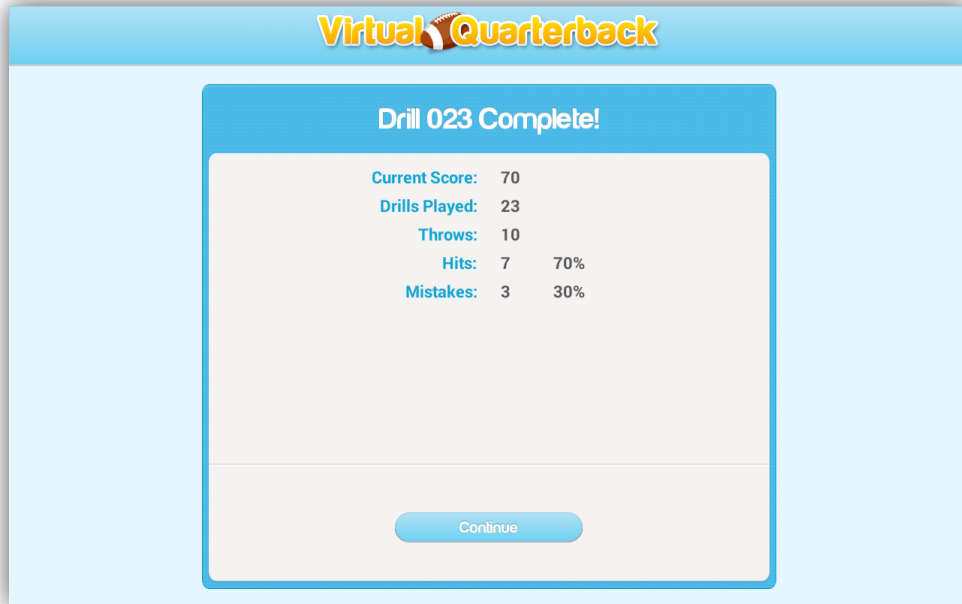 Virtual Quarterback
Drill 023 Complete!
Current Score: 70
Drills Played: 23
Throws: 10
Hits: 7 70%
Mistakes: 3 30%
Continue